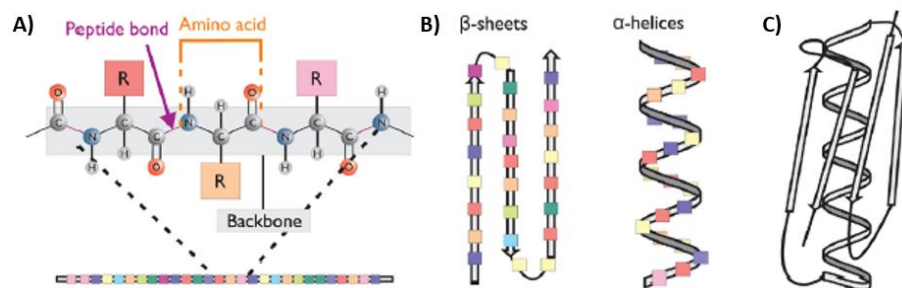 A)
Peptide bond
Amino acid
R
R
H
H
O
O
N
C
C
N
C
C
N
C
C
N
H
H
O
H
O
R
Backbone
B)
β-sheets
α-helices
C)